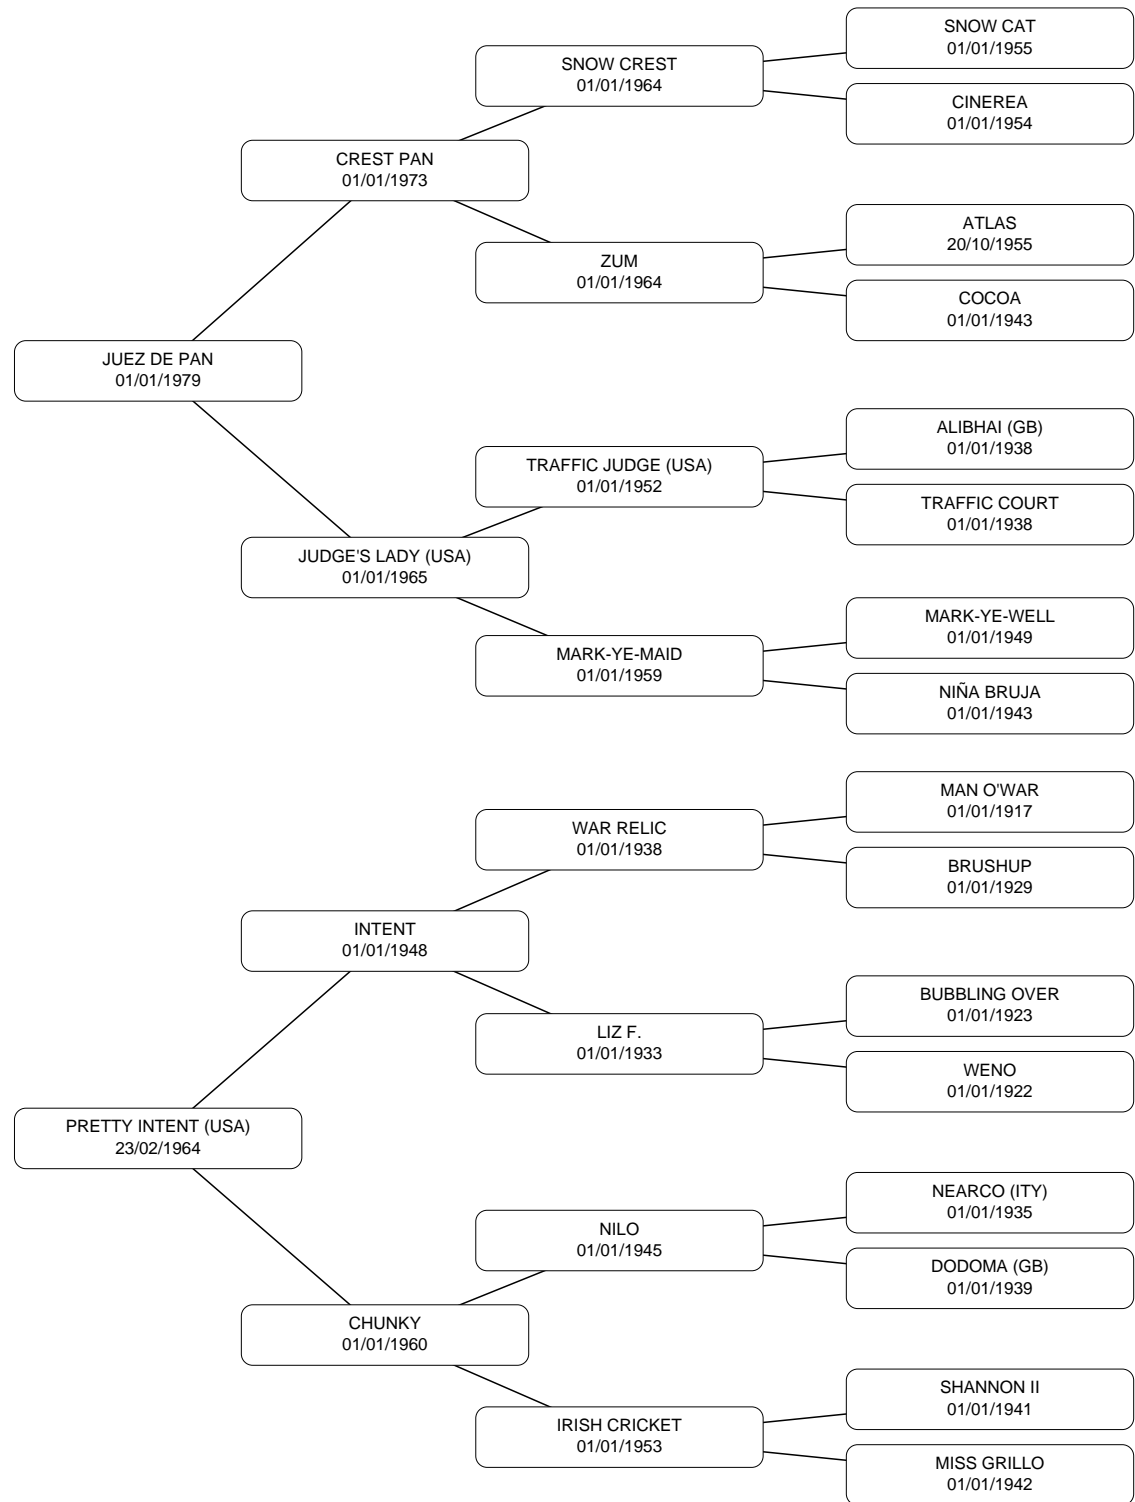 SNOW CAT
01/01/1955
SNOW CREST
01/01/1964
CINEREA
01/01/1954
CREST PAN
01/01/1973
ATLAS
20/10/1955
ZUM
01/01/1964
COCOA
01/01/1943
JUEZ DE PAN
01/01/1979
ALIBHAI (GB)
01/01/1938
TRAFFIC JUDGE (USA)
01/01/1952
TRAFFIC COURT
01/01/1938
JUDGE'S LADY (USA)
01/01/1965
MARK-YE-WELL
01/01/1949
MARK-YE-MAID
01/01/1959
NIÑA BRUJA
01/01/1943
MAN O'WAR
01/01/1917
WAR RELIC
01/01/1938
BRUSHUP
01/01/1929
INTENT
01/01/1948
BUBBLING OVER
01/01/1923
LIZ F.
01/01/1933
WENO
01/01/1922
PRETTY INTENT (USA)
23/02/1964
NEARCO (ITY)
01/01/1935
NILO
01/01/1945
DODOMA (GB)
01/01/1939
CHUNKY
01/01/1960
SHANNON II
01/01/1941
IRISH CRICKET
01/01/1953
MISS GRILLO
01/01/1942